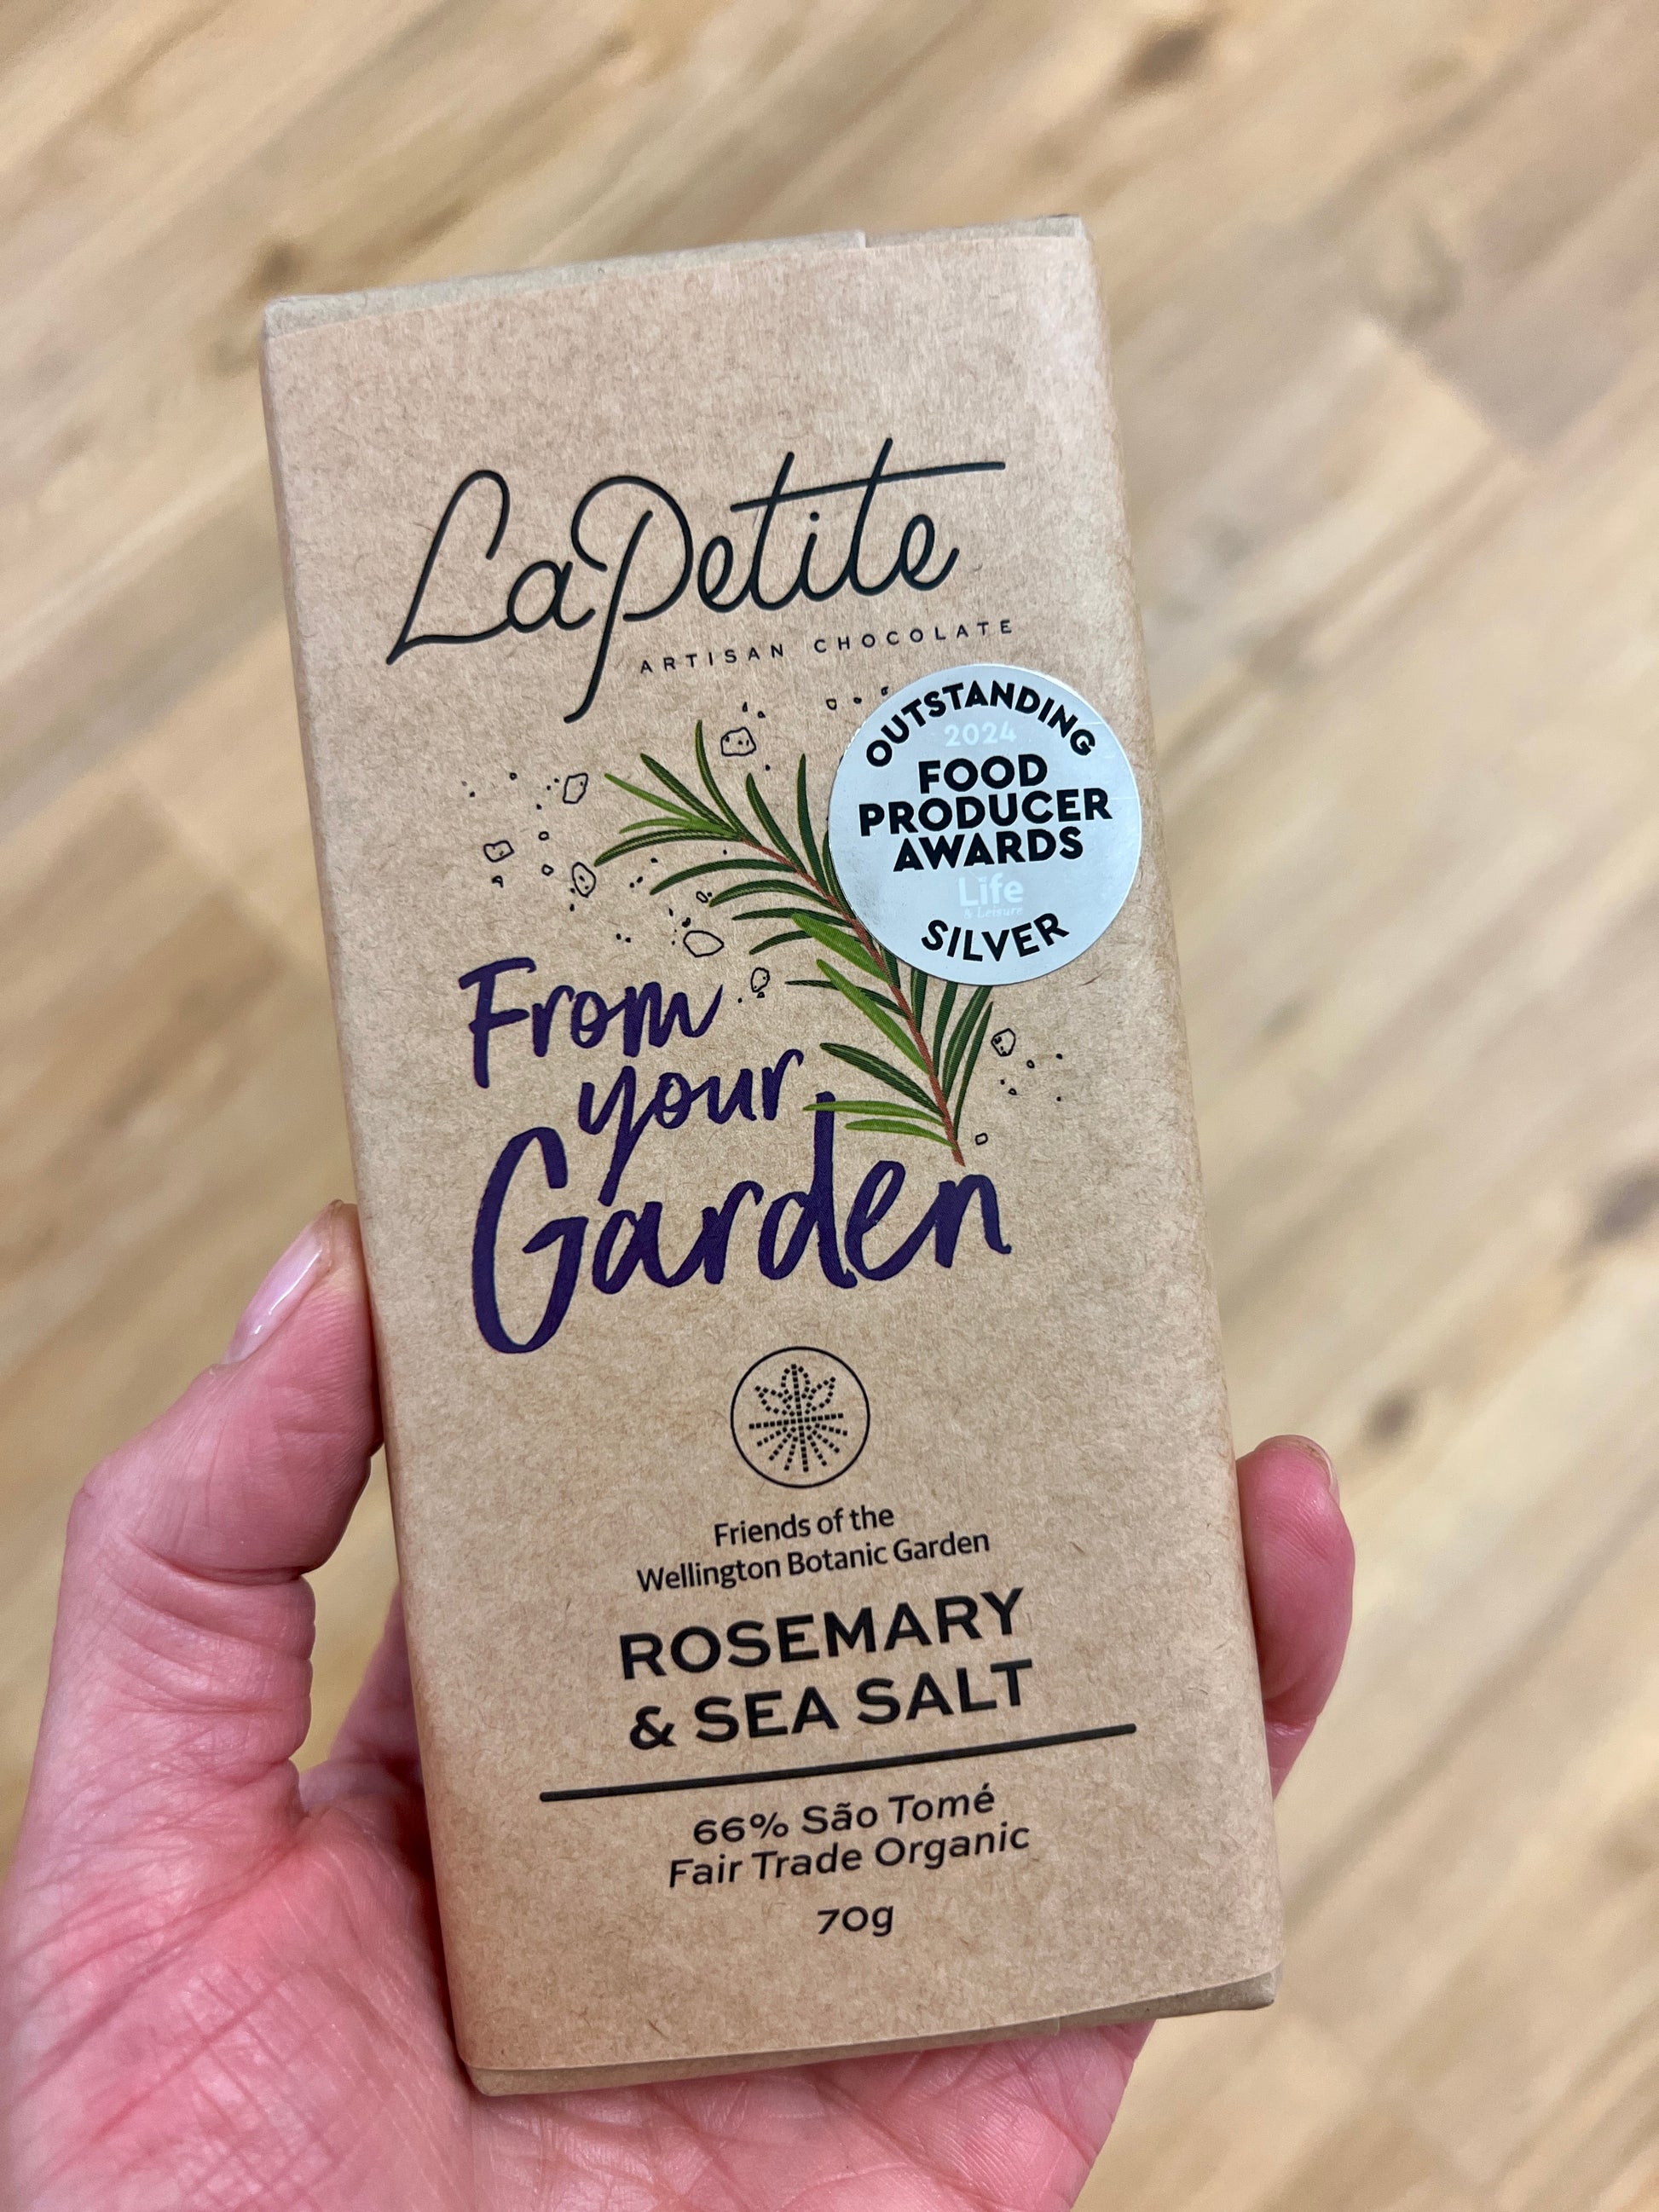 La Petite
ARTISAN CHOCOLATE
OUTSTANDING
2024
FOOD
PRODUCER
AWARDS
Life
& Leisure
SILVER
From
your
Garden
Friends of the
Wellington Botanic Garden
ROSEMARY
& SEA SALT
66% São Tomé
Fair Trade Organic
70g